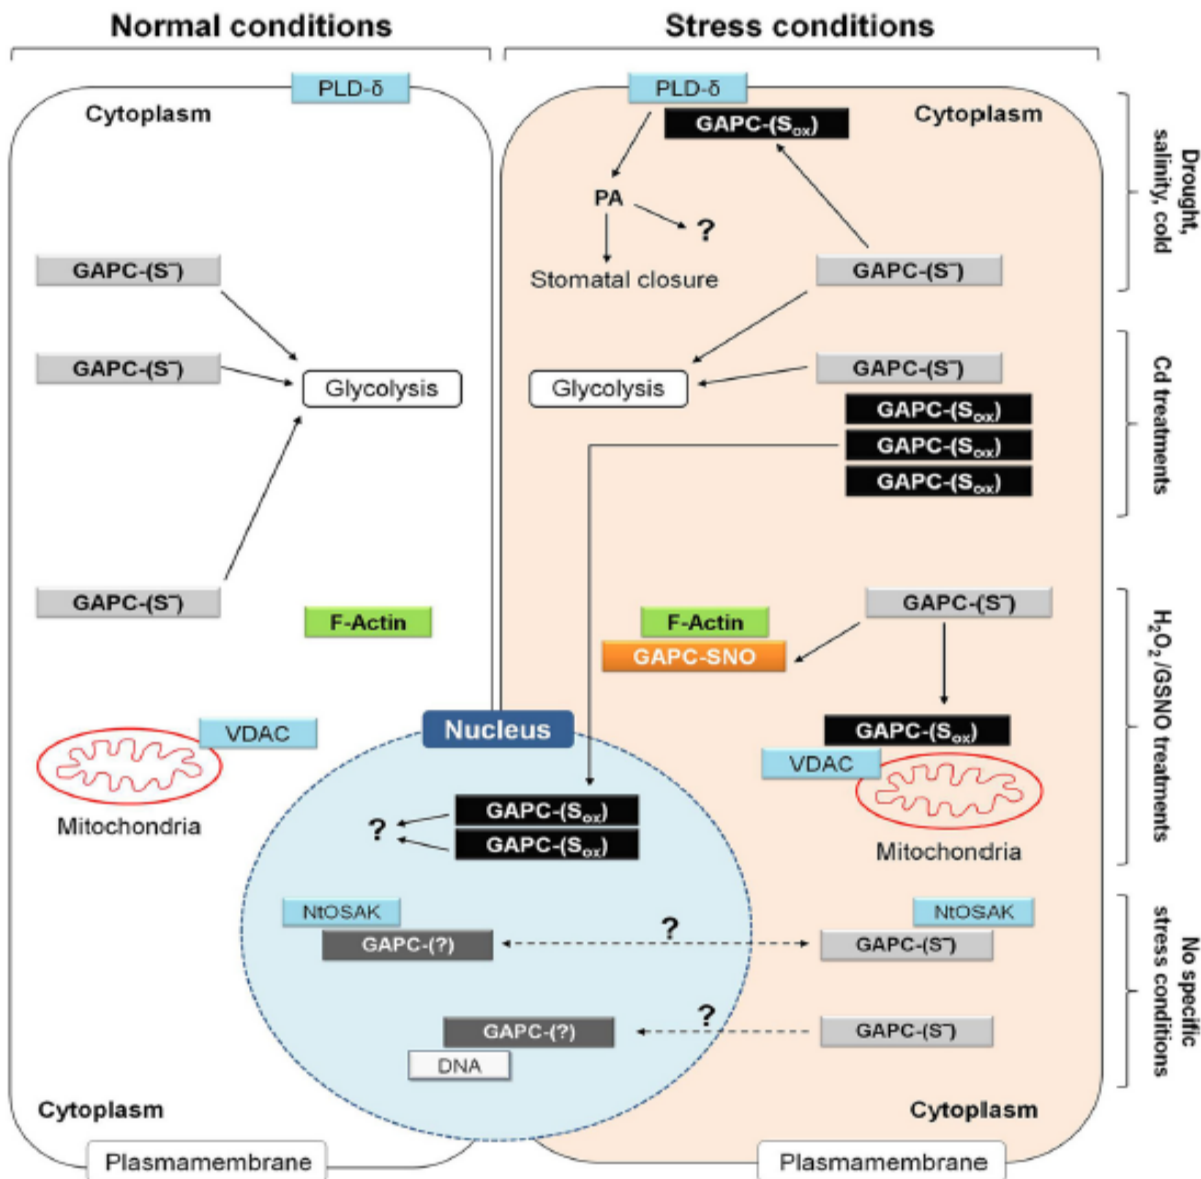 Normal conditions
Stress conditions
PLD-δ
Cytoplasm
GAPC-(S⁻)
GAPC-(S⁻)
Glycolysis
GAPC-(S⁻)
F-Actin
VDAC
Mitochondria
Cytoplasm
Plasmamembrane
PLD-δ
GAPC-(Sₒₓ)
Cytoplasm
PA
?
Stomatal closure
GAPC-(S⁻)
Glycolysis
GAPC-(S⁻)
GAPC-(Sₒₓ)
GAPC-(Sₒₓ)
GAPC-(Sₒₓ)
F-Actin
GAPC-SNO
GAPC-(S⁻)
GAPC-(Sₒₓ)
VDAC
Mitochondria
Nucleus
GAPC-(Sₒₓ)
?
GAPC-(Sₒₓ)
NtOSAK
GAPC-(?)
?
NtOSAK
GAPC-(S⁻)
GAPC-(?)
DNA
?
GAPC-(S⁻)
Cytoplasm
Plasmamembrane
Drought,
salinity, cold
Cd treatments
H₂O₂ /GSNO treatments
No specific
stress conditions